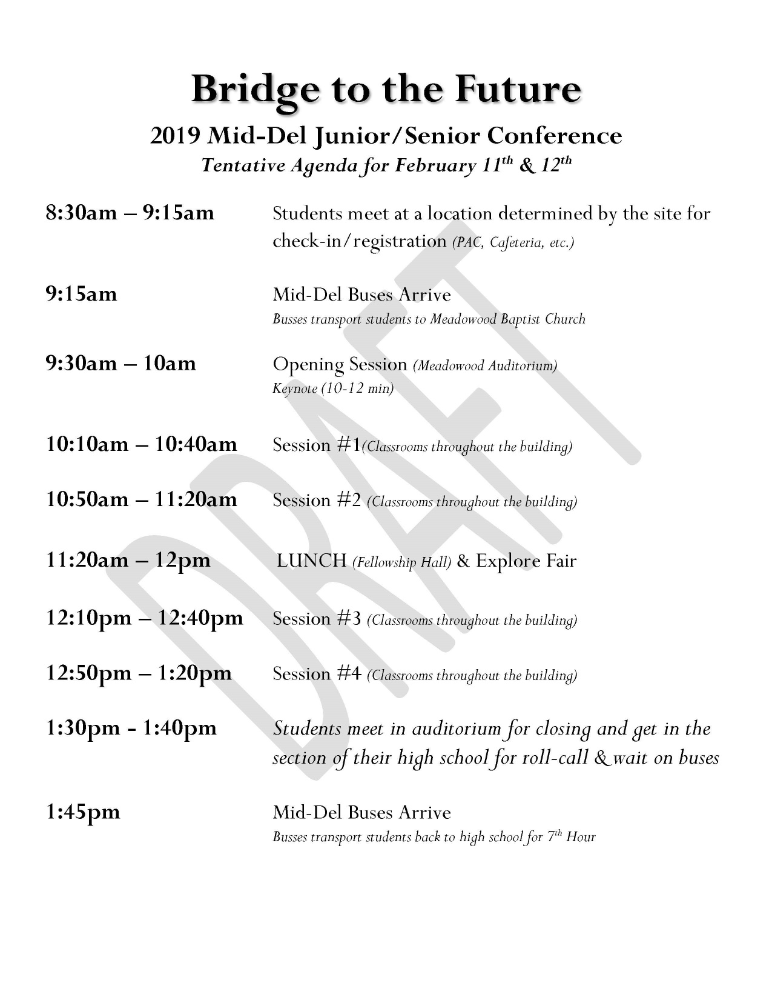 Bridge to the Future
2019 Mid-Del Junior/Senior Conference
Tentative Agenda for February 11th & 12th
8:30am – 9:15am Students meet at a location determined by the site for
check-in/registration (PAC, Cafeteria, etc.)
9:15am Mid-Del Buses Arrive
Busses transport students to Meadowood Baptist Church
9:30am – 10am Opening Session (Meadowood Auditorium)
Keynote (10-12 min)
10:10am – 10:40am Session #1(Classrooms throughout the building)
10:50am – 11:20am Session #2 (Classrooms throughout the building)
11:20am – 12pm LUNCH (Fellowship Hall) & Explore Fair
12:10pm – 12:40pm Session #3 (Classrooms throughout the building)
12:50pm – 1:20pm Session #4 (Classrooms throughout the building)
1:30pm - 1:40pm Students meet in auditorium for closing and get in the
section of their high school for roll-call & wait on buses
1:45pm Mid-Del Buses Arrive
Busses transport students back to high school for 7th Hour
DRAFT